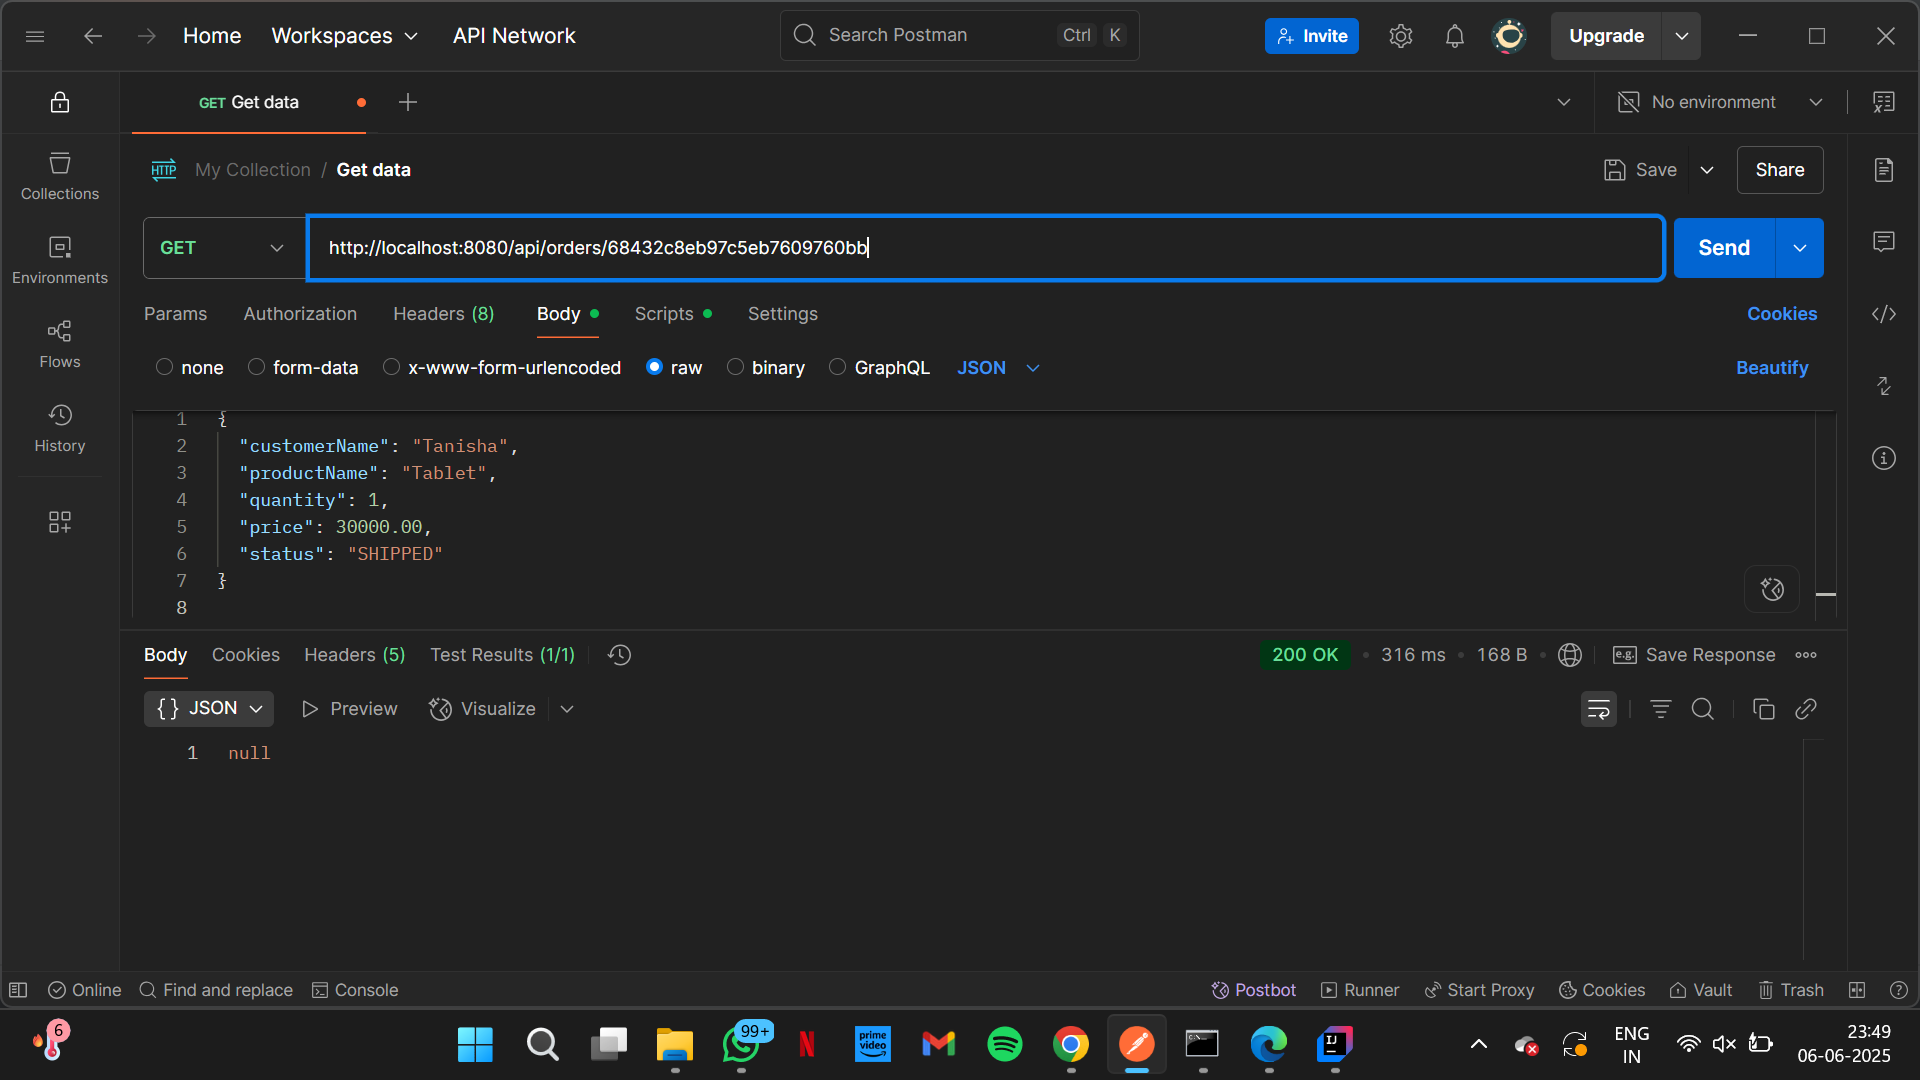 Home Workspaces API Network Search Postman Ctrl K Invite Upgrade
GET Get data No environment
HTTP My Collection / Get data Save Share
Collections
GET http://localhost:8080/api/orders/68432c8eb97c5eb7609760bb Send
Environments
Params Authorization Headers (8) Body Scripts Settings Cookies
Flows
none form-data x-www-form-urlencoded raw binary GraphQL JSON Beautify
History
1 {
2 "customerName": "Tanisha",
3 "productName": "Tablet",
4 "quantity": 1,
5 "price": 30000.00,
6 "status": "SHIPPED"
7 }
8
Body Cookies Headers (5) Test Results (1/1) 200 OK • 316 ms • 168 B • e.g. Save Response
{} JSON Preview Visualize
1 null
Online Find and replace Console Postbot Runner Start Proxy Cookies Vault Trash
6 99+ prime video IJ ENG IN 23:49
06-06-2025